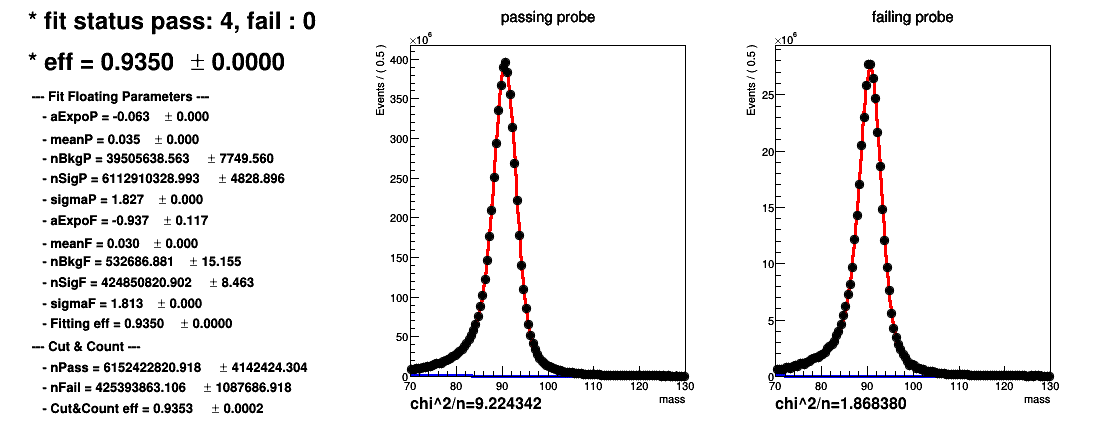 * fit status pass: 4, fail : 0
* eff = 0.9350 ± 0.0000
--- Fit Floating Parameters ---
- aExpoP = -0.063 ± 0.000
- meanP = 0.035 ± 0.000
- nBkgP = 39505638.563 ± 7749.560
- nSigP = 6112910328.993 ± 4828.896
- sigmaP = 1.827 ± 0.000
- aExpoF = -0.937 ± 0.117
- meanF = 0.030 ± 0.000
- nBkgF = 532686.881 ± 15.155
- nSigF = 424850820.902 ± 8.463
- sigmaF = 1.813 ± 0.000
- Fitting eff = 0.9350 ± 0.0000
--- Cut & Count ---
- nPass = 6152422820.918 ± 4142424.304
- nFail = 425393863.106 ± 1087686.918
- Cut&Count eff = 0.9353 ± 0.0002
passing probe
×10^6
Events / ( 0.5 )
400
350
300
250
200
150
100
50
0
70 80 90 100 110 120 130
mass
chi^2/n=9.224342
failing probe
×10^6
Events / ( 0.5 )
25
20
15
10
5
0
70 80 90 100 110 120 130
mass
chi^2/n=1.868380